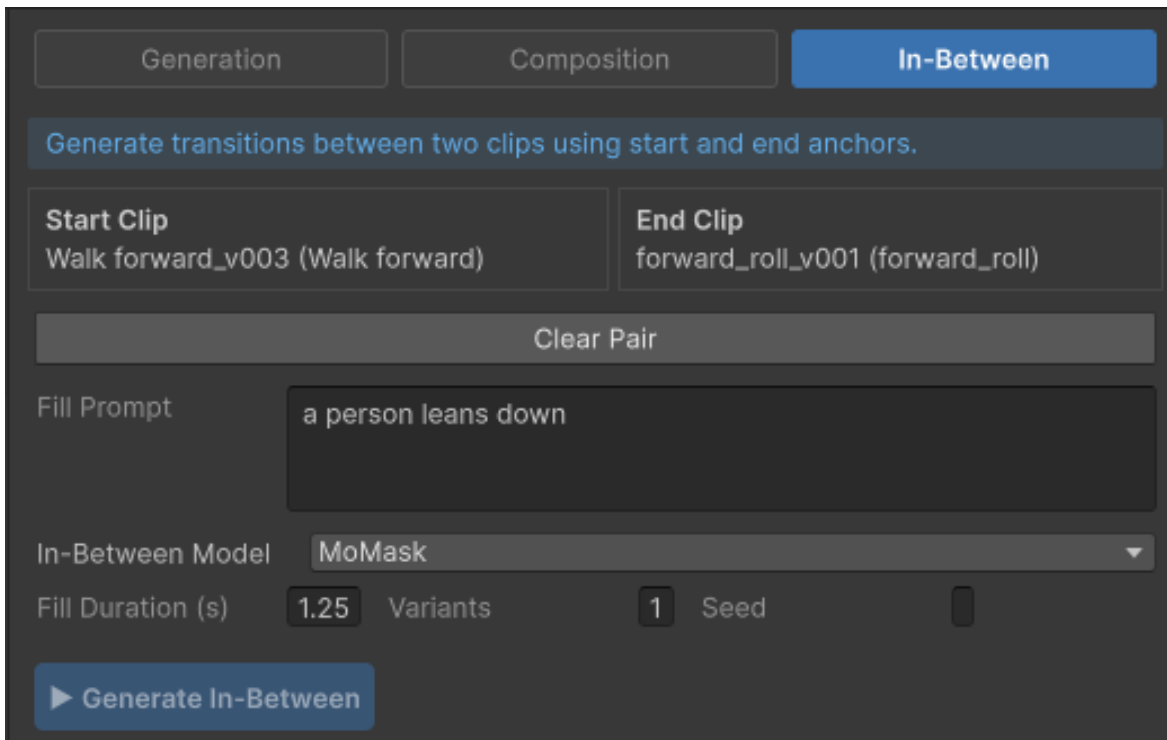 Generation
Composition
In-Between
Generate transitions between two clips using start and end anchors.
Start Clip
Walk forward_v003 (Walk forward)
End Clip
forward_roll_v001 (forward_roll)
Clear Pair
Fill Prompt
a person leans down
In-Between Model
MoMask
Fill Duration (s)
1.25
Variants
1
Seed
▶ Generate In-Between